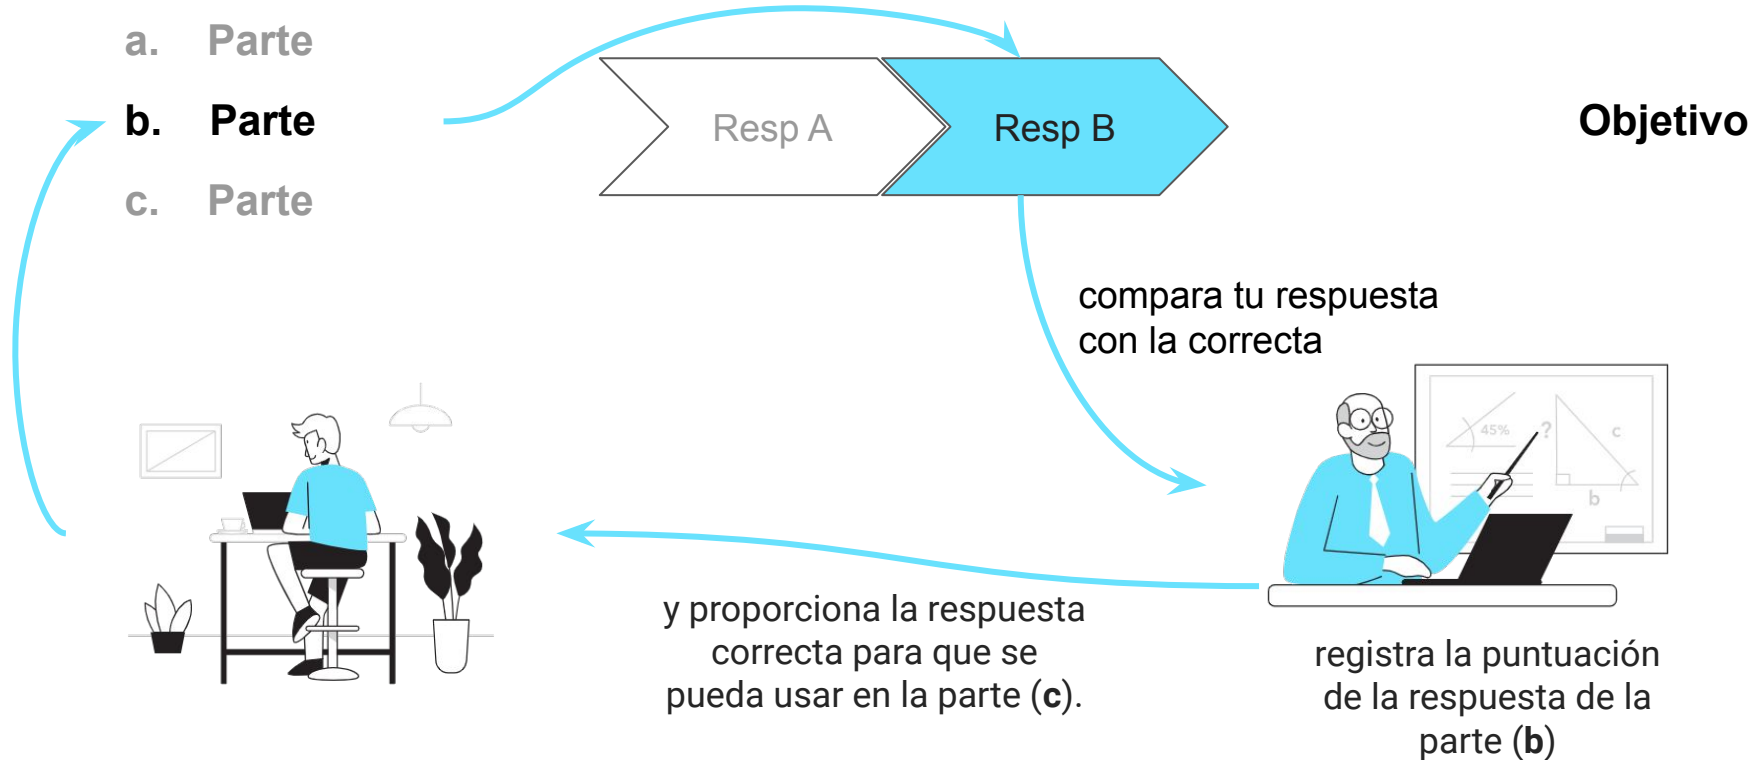 a. Parte
b. Parte
c. Parte
Resp A
Resp B
Objetivo
compara tu respuesta
con la correcta
45%
?
c
b
y proporciona la respuesta
correcta para que se
pueda usar en la parte (c).
registra la puntuación
de la respuesta de la
parte (b)